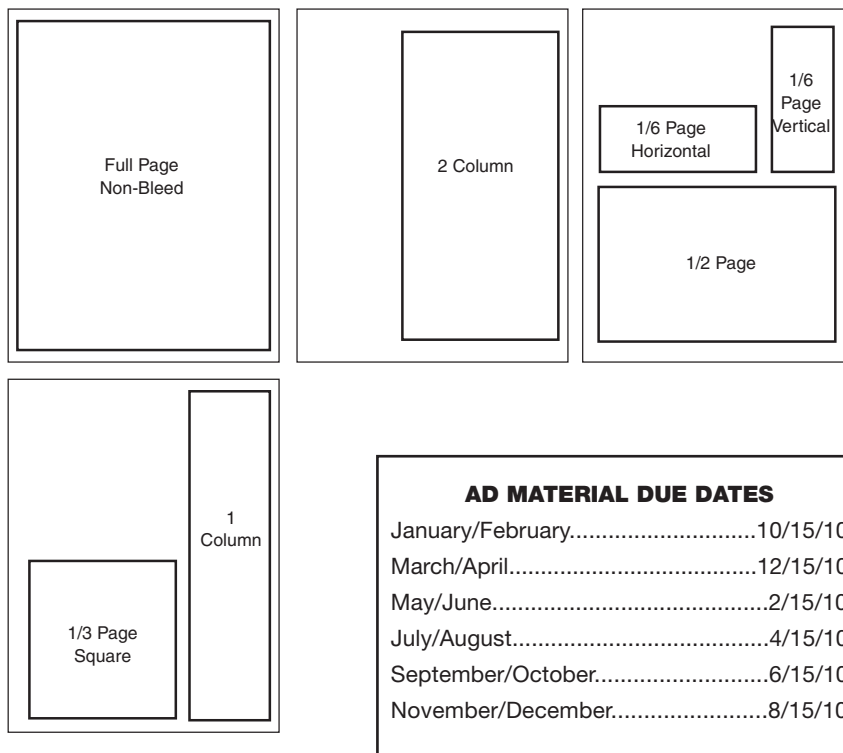 Full Page
Non-Bleed
2 Column
1/6
Page
Vertical
1/6 Page
Horizontal
1/2 Page
1
Column
1/3 Page
Square
AD MATERIAL DUE DATES
January/February.............................10/15/10
March/April......................................12/15/10
May/June...........................................2/15/10
July/August........................................4/15/10
September/October...........................6/15/10
November/December........................8/15/10